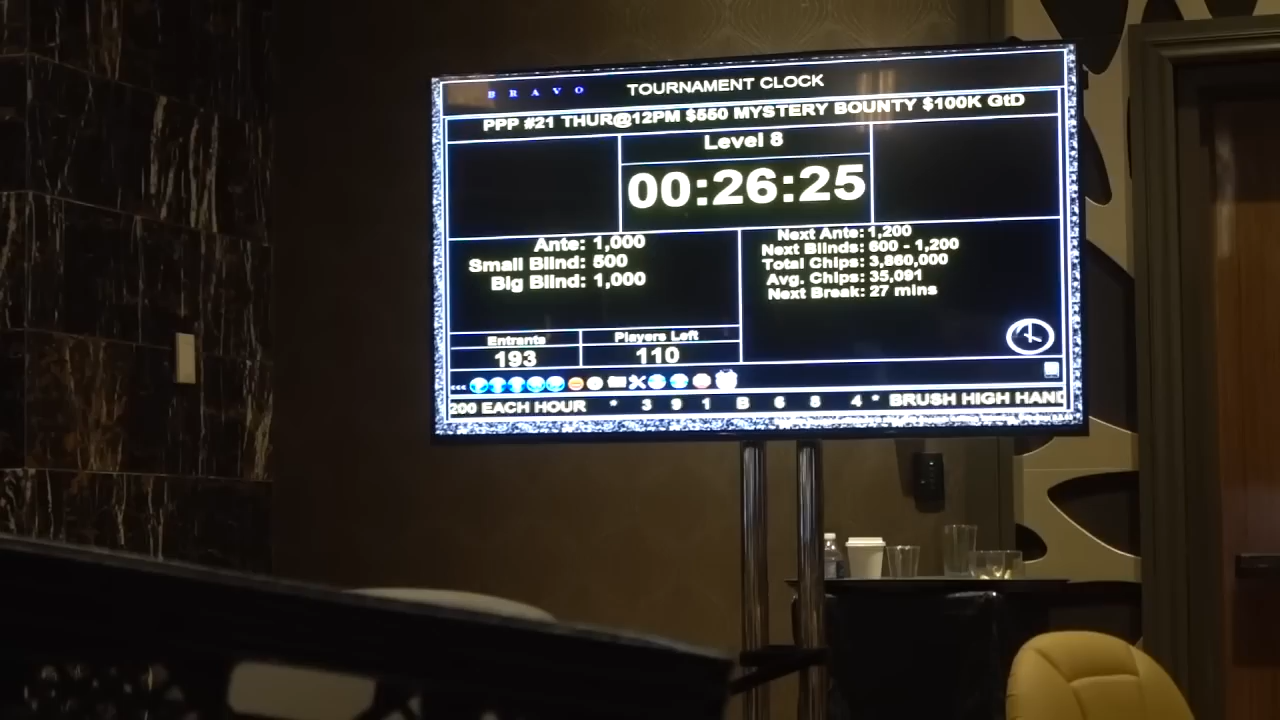 BRAVO TOURNAMENT CLOCK
PPP #21 THUR@12PM $550 MYSTERY BOUNTY $100K GtD
Level 8
00:26:25
Ante: 1,000
Small Blind: 500
Big Blind: 1,000
Next Ante: 1,200
Next Blinds: 600 - 1,200
Total Chips: 3,860,000
Avg. Chips: 35,091
Next Break: 27 mins
Entrants
193
Players Left
110
<<<
200 EACH HOUR * 3 9 1 B 6 8 4 * BRUSH HIGH HAND